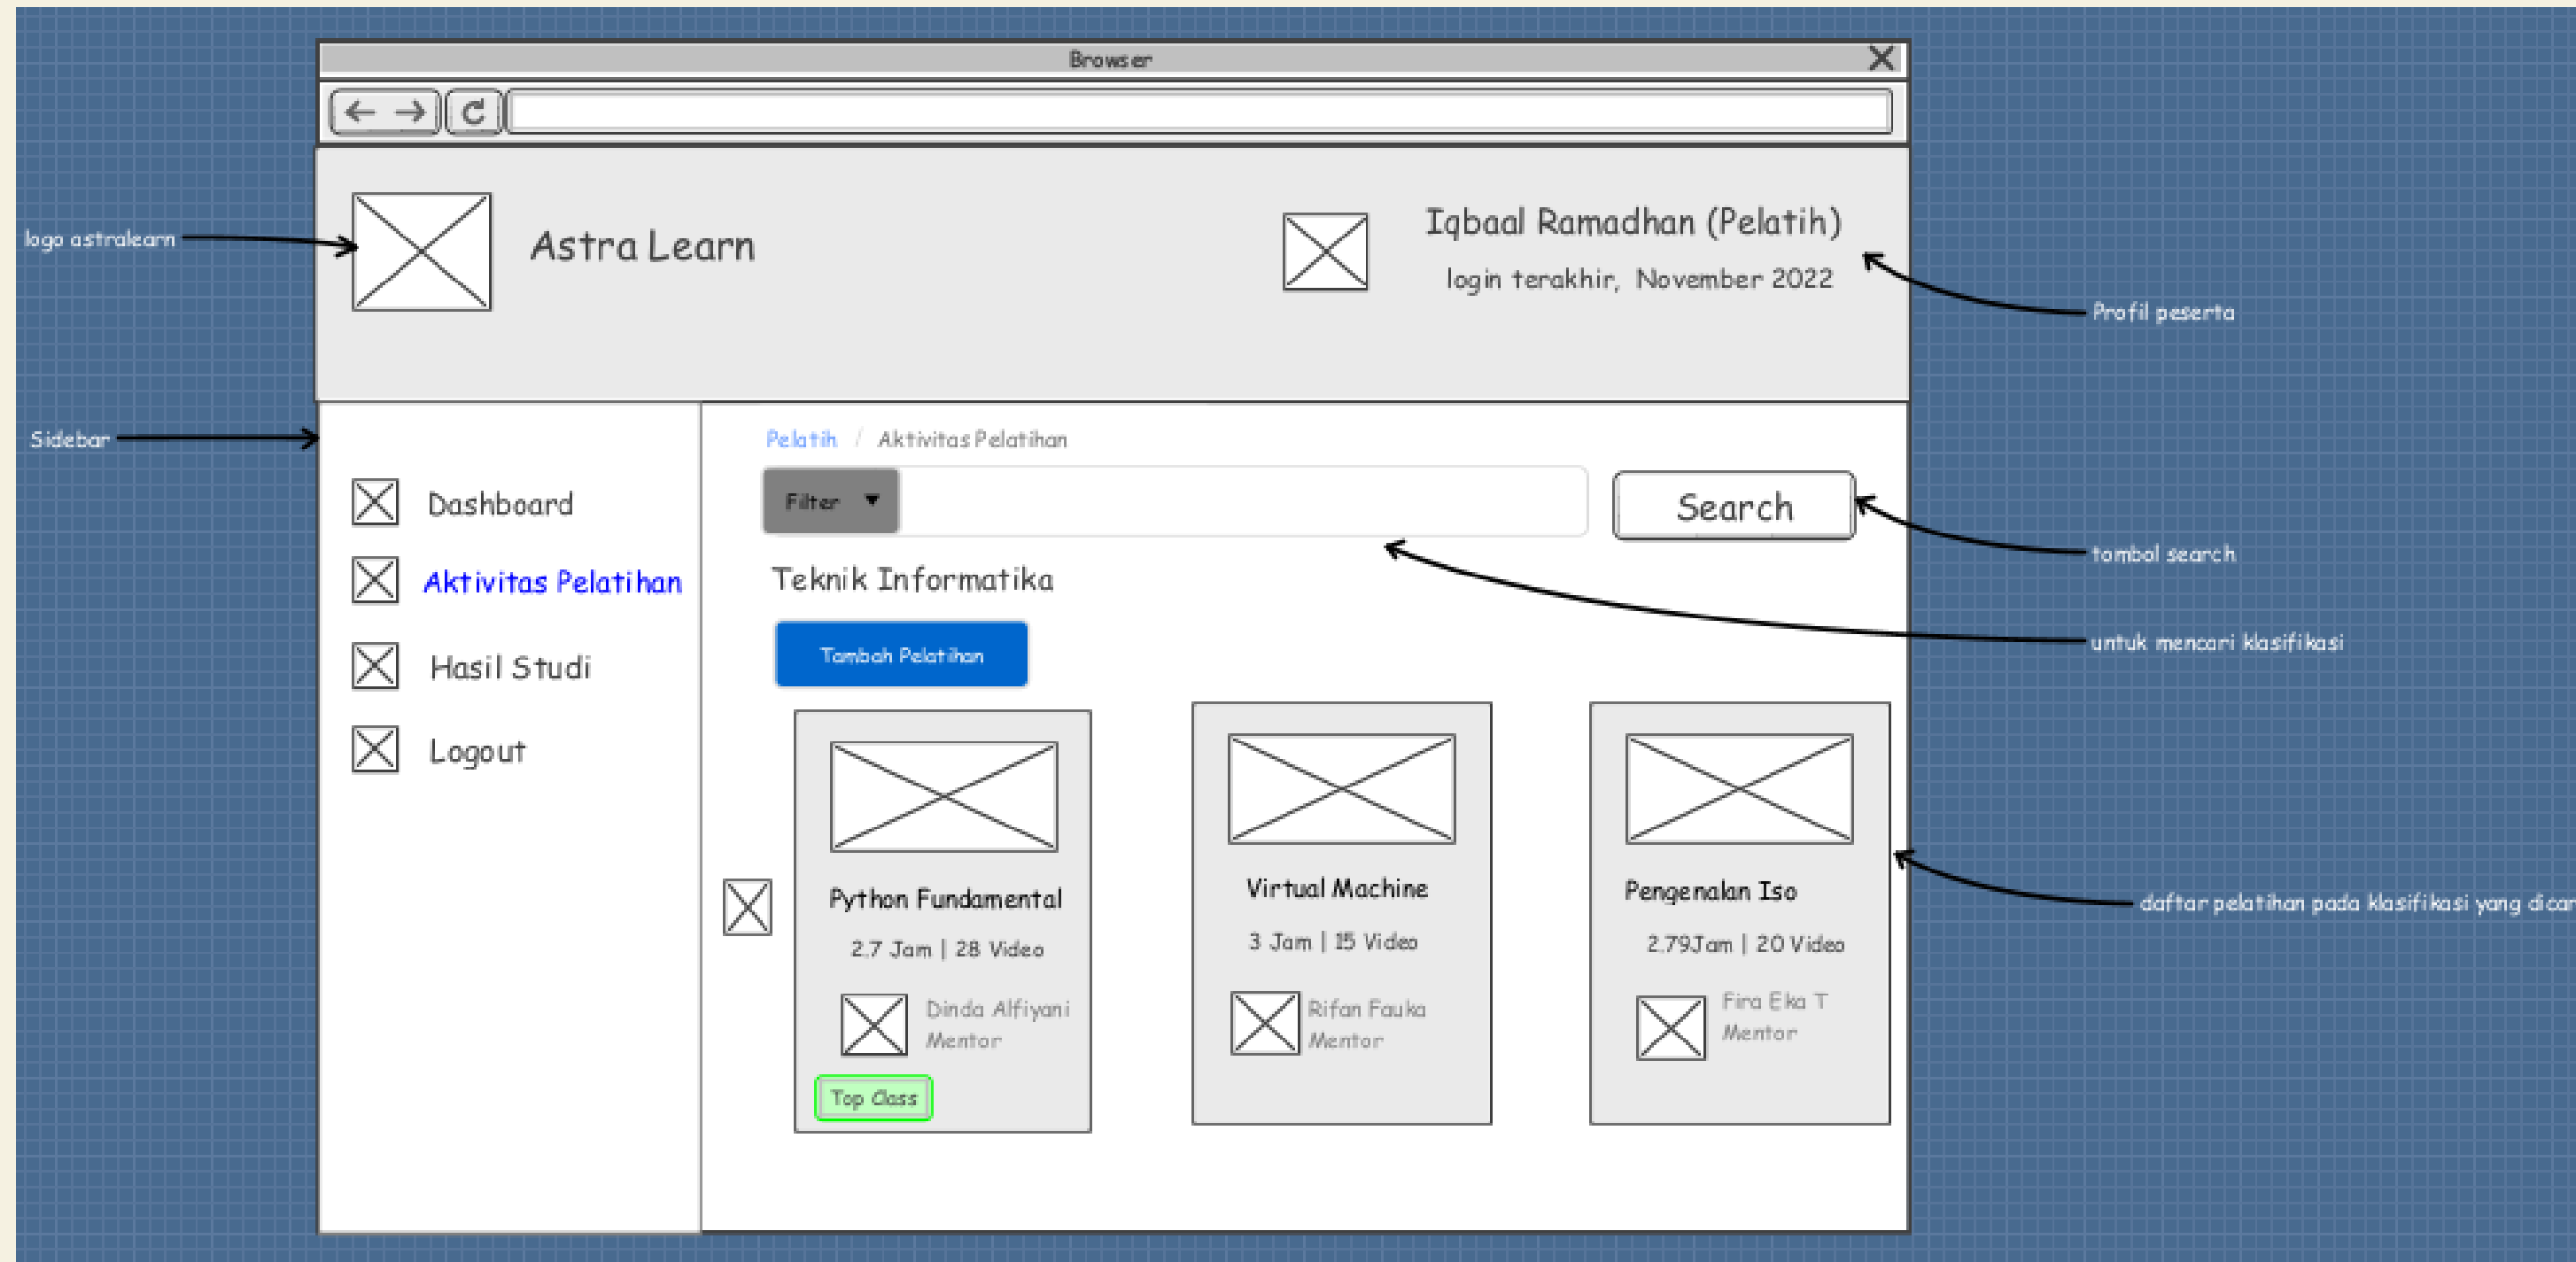 Browser
logo astralearn
Astra Learn
Iqbaal Ramadhan (Pelatih)
login terakhir, November 2022
Profil peserta
Sidebar
Dashboard
Aktivitas Pelatihan
Hasil Studi
Logout
Pelatih / Aktivitas Pelatihan
Filter
Search
tombol search
untuk mencari klasifikasi
Teknik Informatika
Tambah Pelatihan
Python Fundamental
2.7 Jam | 28 Video
Dinda Alfiyani
Mentor
Top Class
Virtual Machine
3 Jam | 15 Video
Rifan Fauka
Mentor
Pengenalan Iso
2.79Jam | 20 Video
Fira Eka T
Mentor
daftar pelatihan pada klasifikasi yang dicar